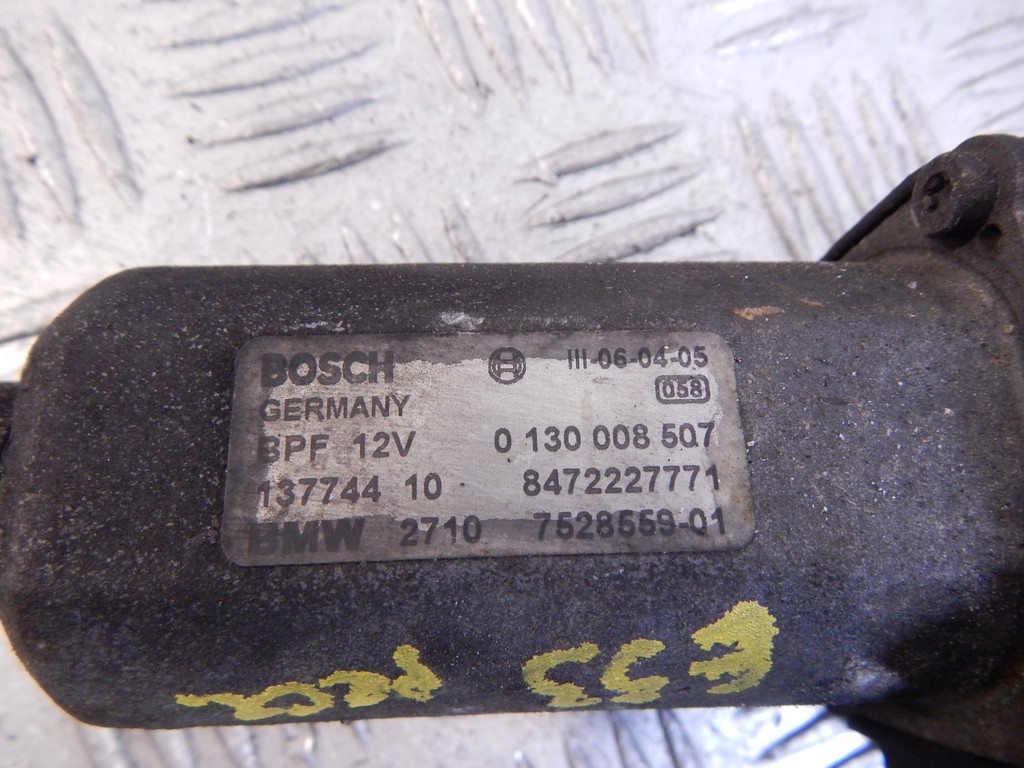 BOSCH III-06-04-05
GERMANY 058
BPF 12V 0 130 008 507
137744 10 8472227771
BMW 2710 7528559-01